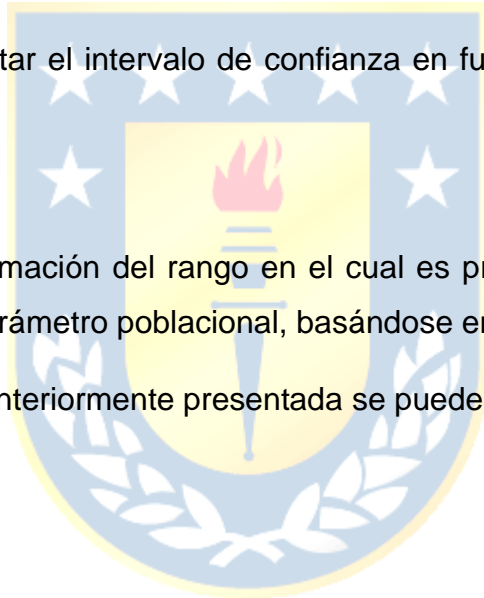 tar el intervalo de confianza en fu
mación del rango en el cual es pr
rámetro poblacional, basándose er
nteriormente presentada se puede